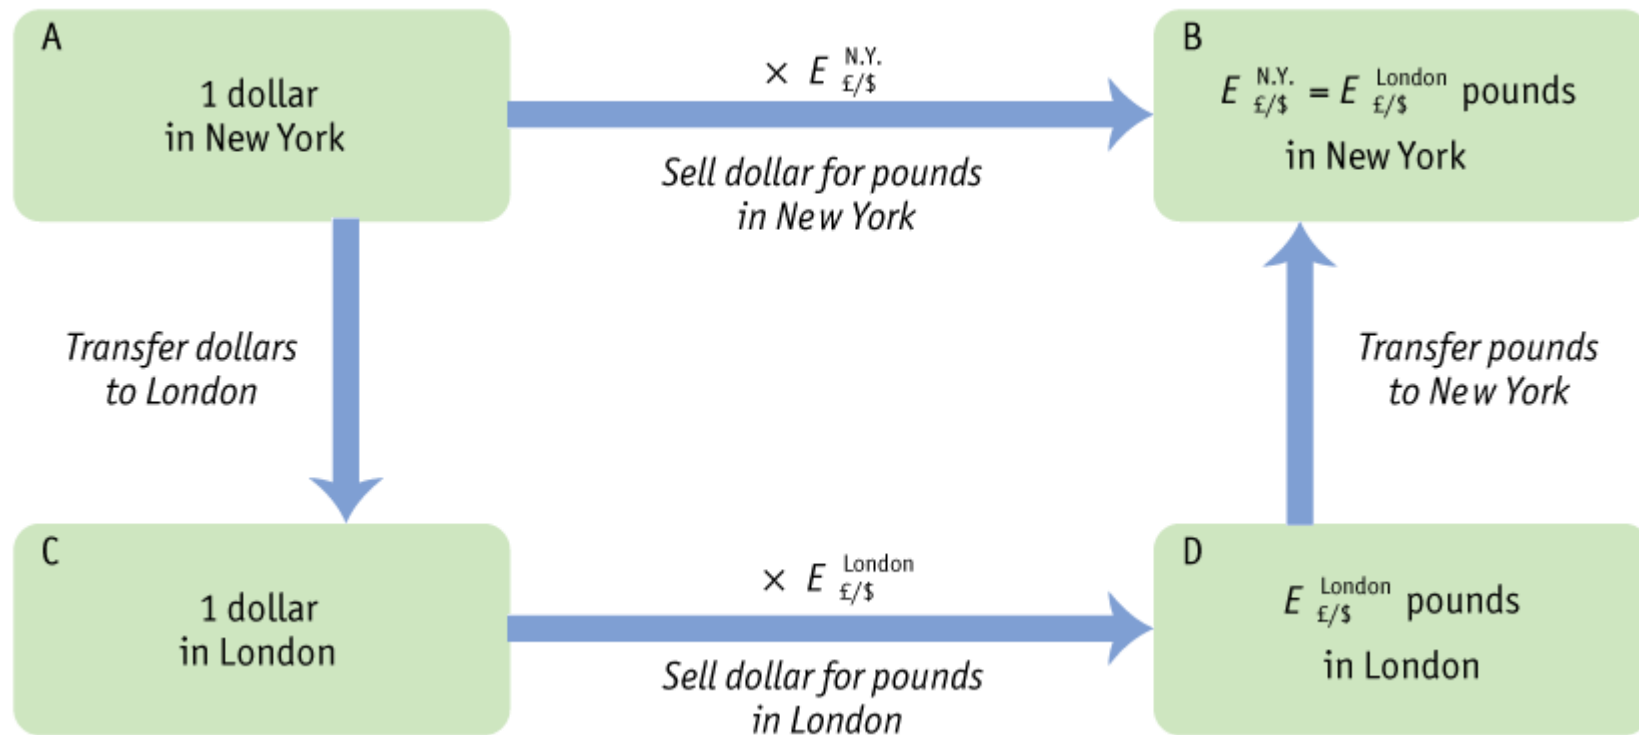 A
1 dollar
in New York
× E N.Y. £/$
Sell dollar for pounds
in New York
B
E N.Y. £/$ = E London £/$ pounds
in New York
Transfer dollars
to London
Transfer pounds
to New York
C
1 dollar
in London
× E London £/$
Sell dollar for pounds
in London
D
E London £/$ pounds
in London